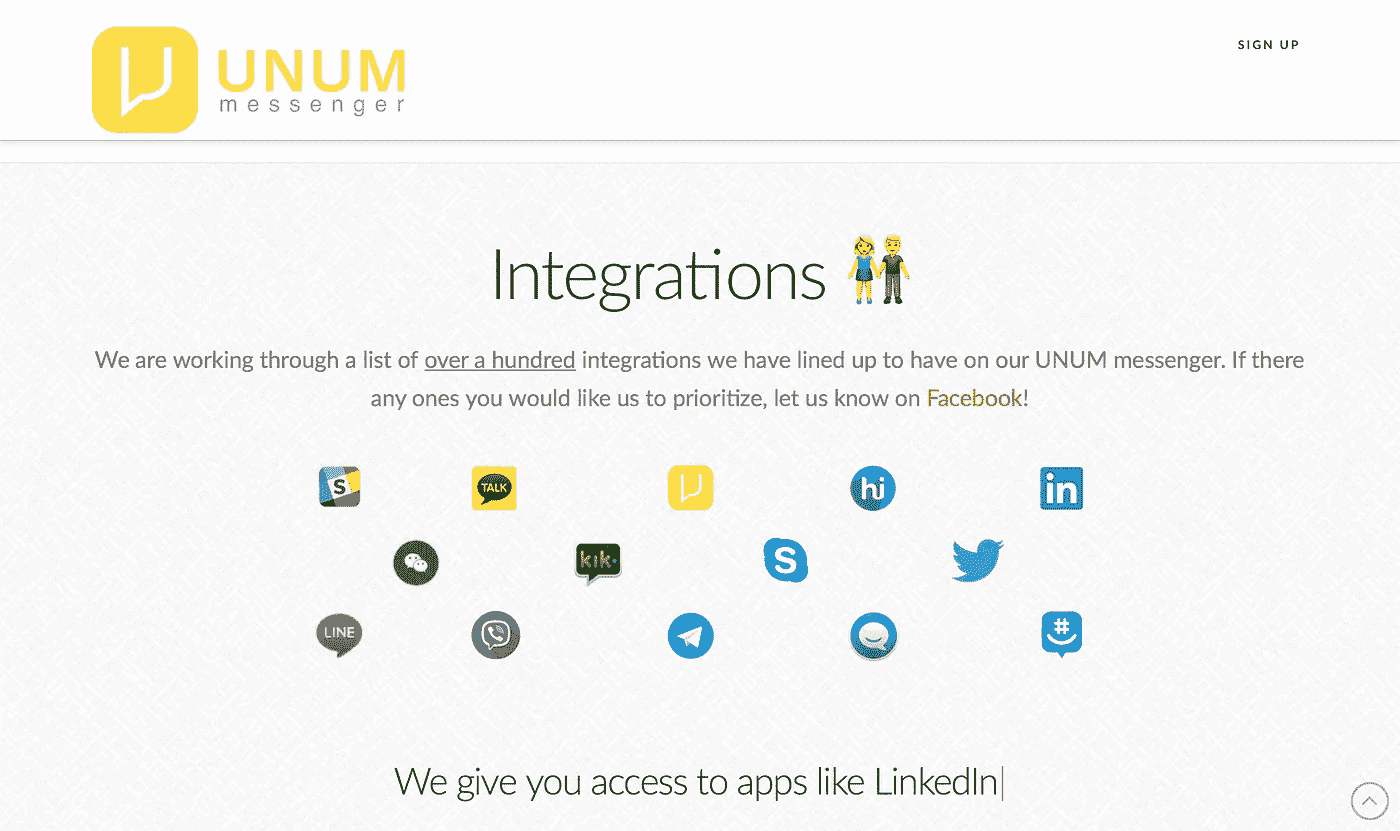 UNUM
messenger
SIGN UP
Integrations
We are working through a list of over a hundred integrations we have lined up to have on our UNUM messenger. If there
any ones you would like us to prioritize, let us know on Facebook!
S
TALK
hi
in
kik
S
LINE
#
We give you access to apps like LinkedIn